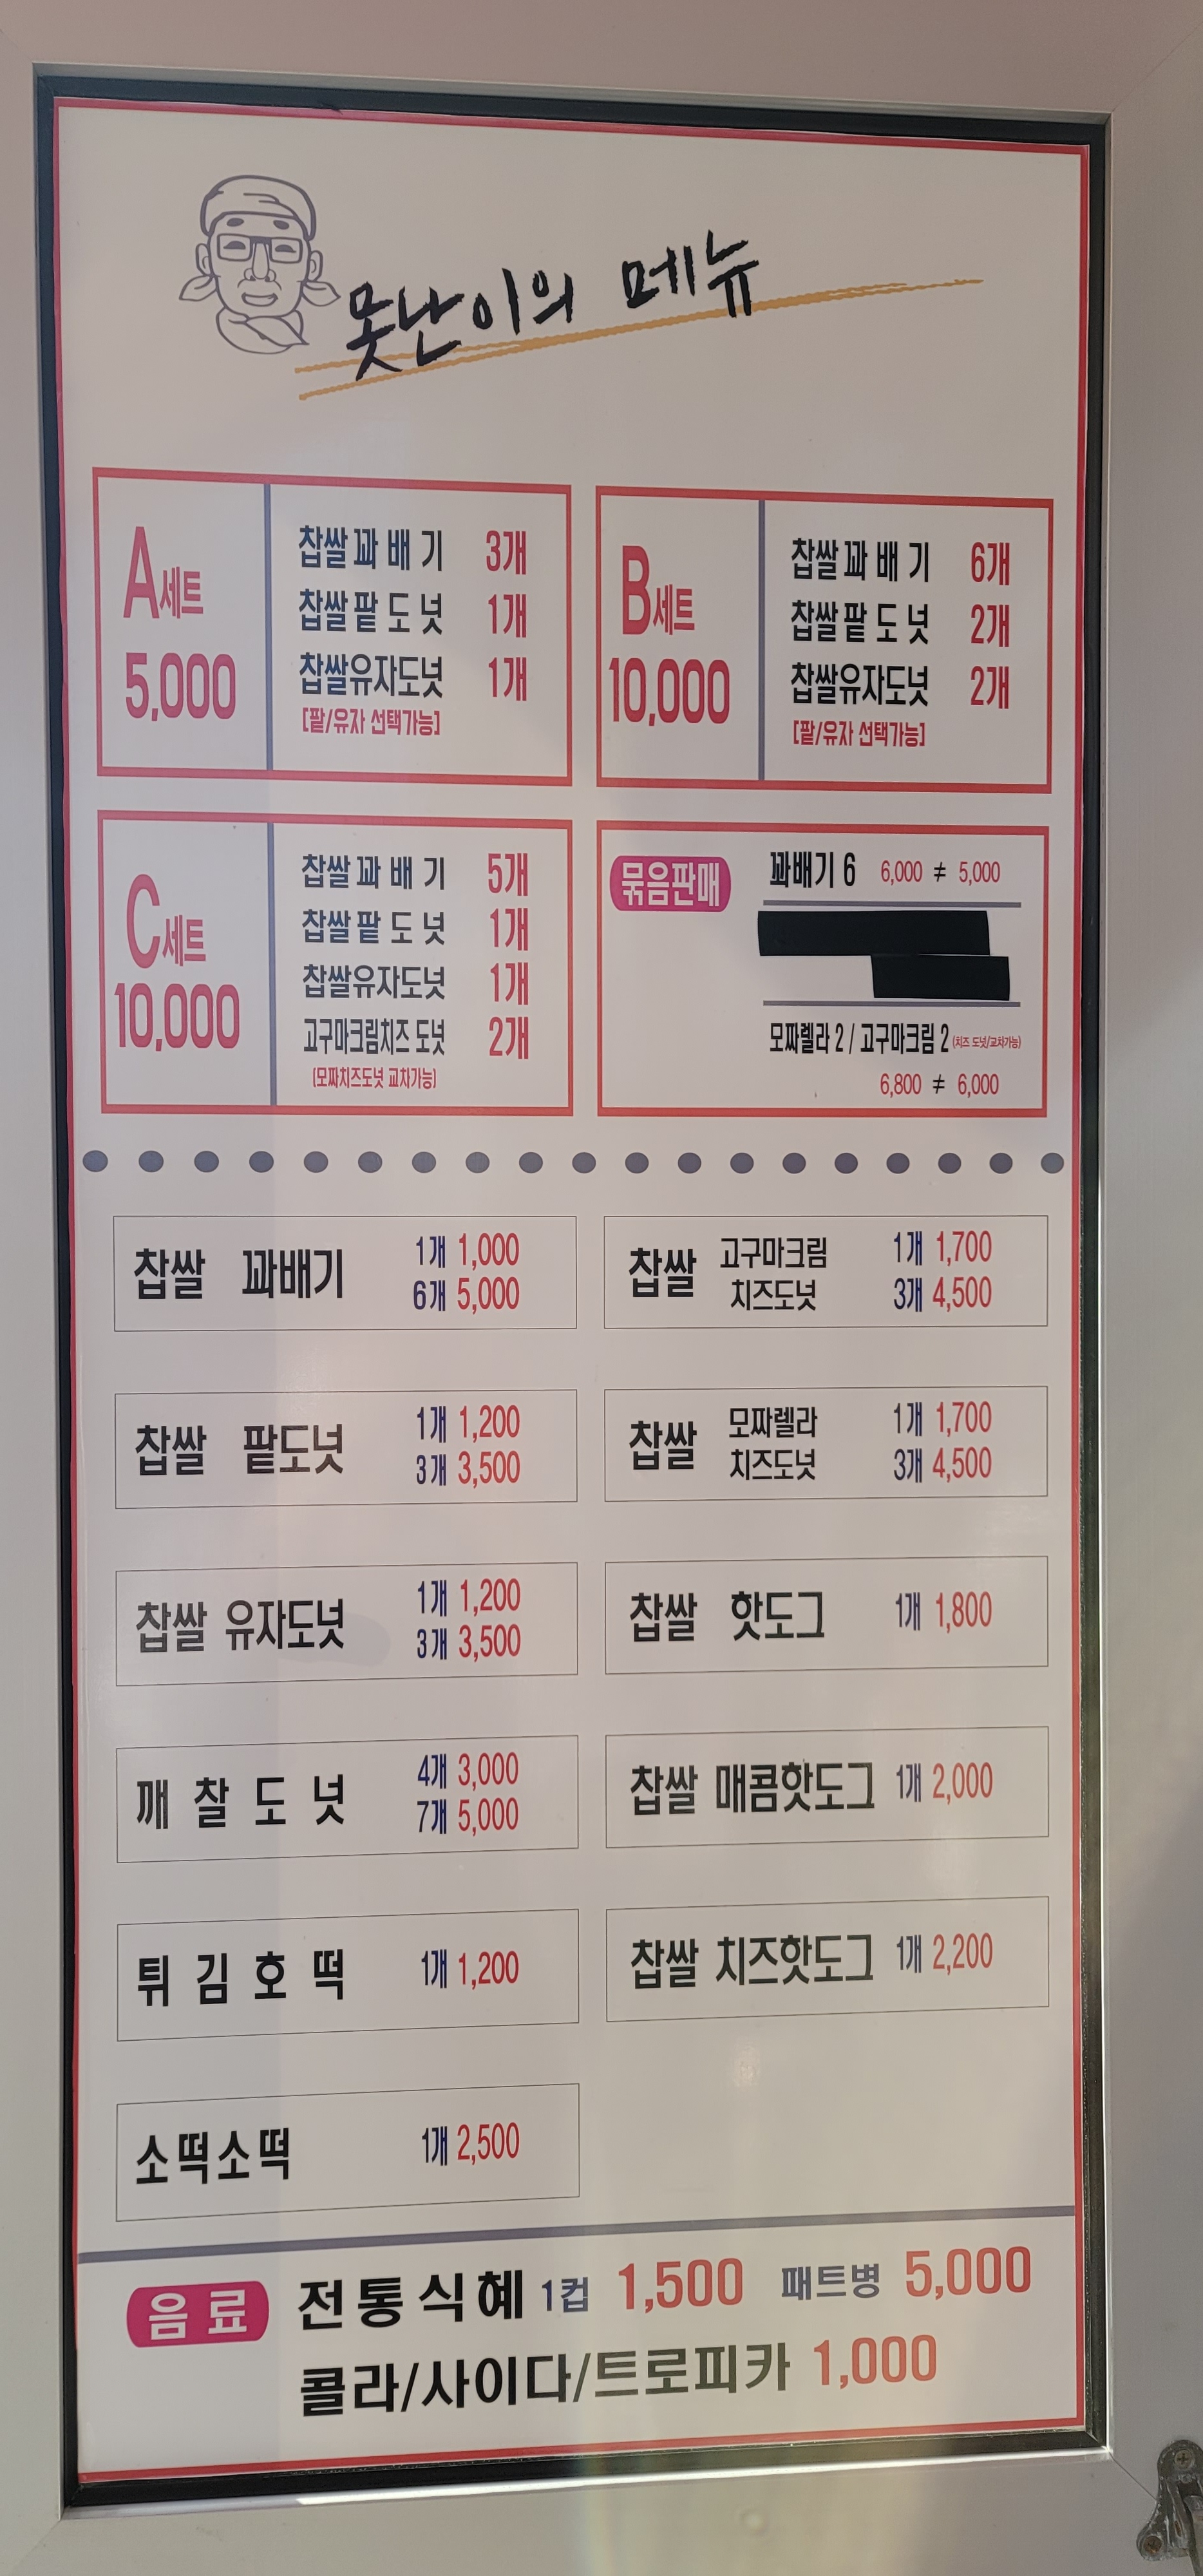 못난이의 메뉴
A세트
5,000
찹쌀꽈배기 3개
찹쌀팥도넛 1개
찹쌀유자도넛 1개
[팥/유자 선택가능]
B세트
10,000
찹쌀꽈배기 6개
찹쌀팥도넛 2개
찹쌀유자도넛 2개
[팥/유자 선택가능]
C세트
10,000
찹쌀꽈배기 5개
찹쌀팥도넛 1개
찹쌀유자도넛 1개
고구마크림치즈 도넛 2개
(모짜치즈도넛 교차가능)
묶음판매
꽈배기 6 6,000 ≠ 5,000
모짜렐라 2 / 고구마크림 2 (치즈 도넛/교차가능)
6,800 ≠ 6,000
찹쌀 꽈배기
1개 1,000
6개 5,000
찹쌀 고구마크림
치즈도넛
1개 1,700
3개 4,500
찹쌀 팥도넛
1개 1,200
3개 3,500
찹쌀 모짜렐라
치즈도넛
1개 1,700
3개 4,500
찹쌀 유자도넛
1개 1,200
3개 3,500
찹쌀 핫도그 1개 1,800
깨찰도넛
4개 3,000
7개 5,000
찹쌀 매콤핫도그 1개 2,000
튀김호떡 1개 1,200
찹쌀 치즈핫도그 1개 2,200
소떡소떡 1개 2,500
음료
전통식혜 1컵 1,500 패트병 5,000
콜라/사이다/트로피카 1,000